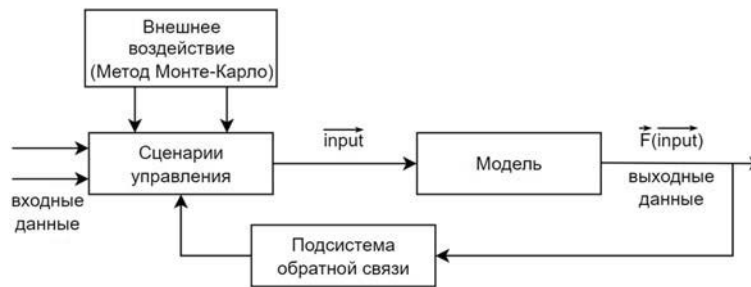 Внешнее
воздействие
(Метод Монте-Карло)
input
F(input)
Сценарии
управления
Модель
входные
данные
выходные
данные
Подсистема
обратной связи